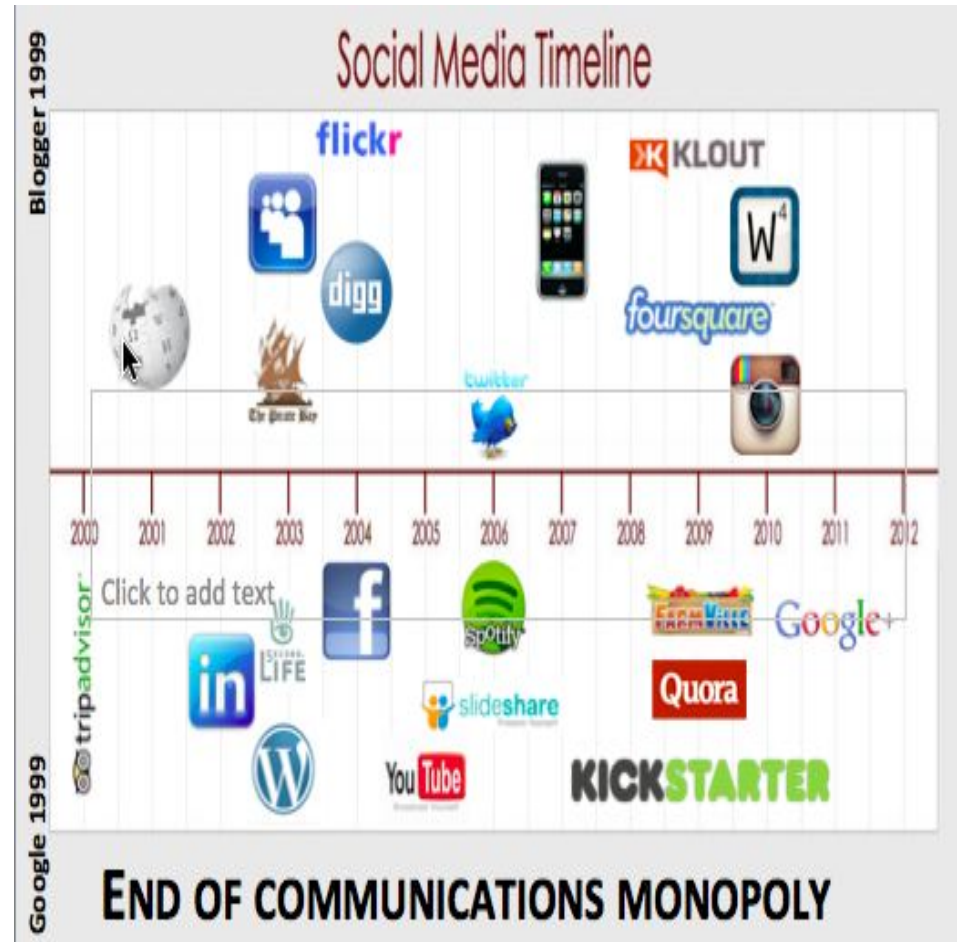 Social Media Timeline
Blogger 1999
flickr
KLOUT
W4
digg
foursquare
The Pirate Bay
twitter
2000 2001 2002 2003 2004 2005 2006 2007 2008 2009 2010 2011 2012
Click to add text
tripadvisor
f
Spotify
FARMVILLE
Google+
SECOND
LIFE
in
slideshare
Quora
W
You Tube
KICKSTARTER
Google 1999
END OF COMMUNICATIONS MONOPOLY